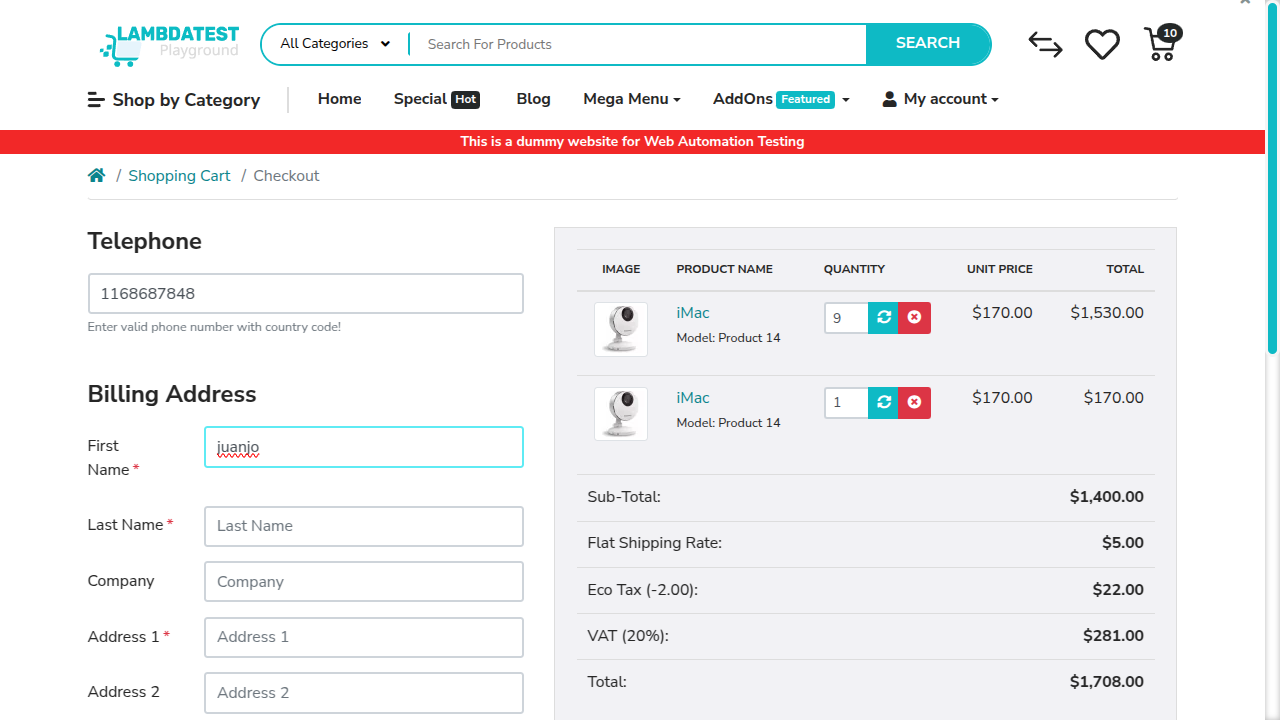 LAMBDATEST
Playground
All Categories
Search For Products
SEARCH
10
Shop by Category
Home
Special Hot
Blog
Mega Menu
AddOns Featured
My account
This is a dummy website for Web Automation Testing
/ Shopping Cart / Checkout
Telephone
1168687848
Enter valid phone number with country code!
Billing Address
First Name *
juanjo
Last Name *
Last Name
Company
Company
Address 1 *
Address 1
Address 2
Address 2
IMAGE PRODUCT NAME QUANTITY UNIT PRICE TOTAL
iMac 9 $170.00 $1,530.00
Model: Product 14
iMac 1 $170.00 $170.00
Model: Product 14
Sub-Total: $1,400.00
Flat Shipping Rate: $5.00
Eco Tax (-2.00): $22.00
VAT (20%): $281.00
Total: $1,708.00